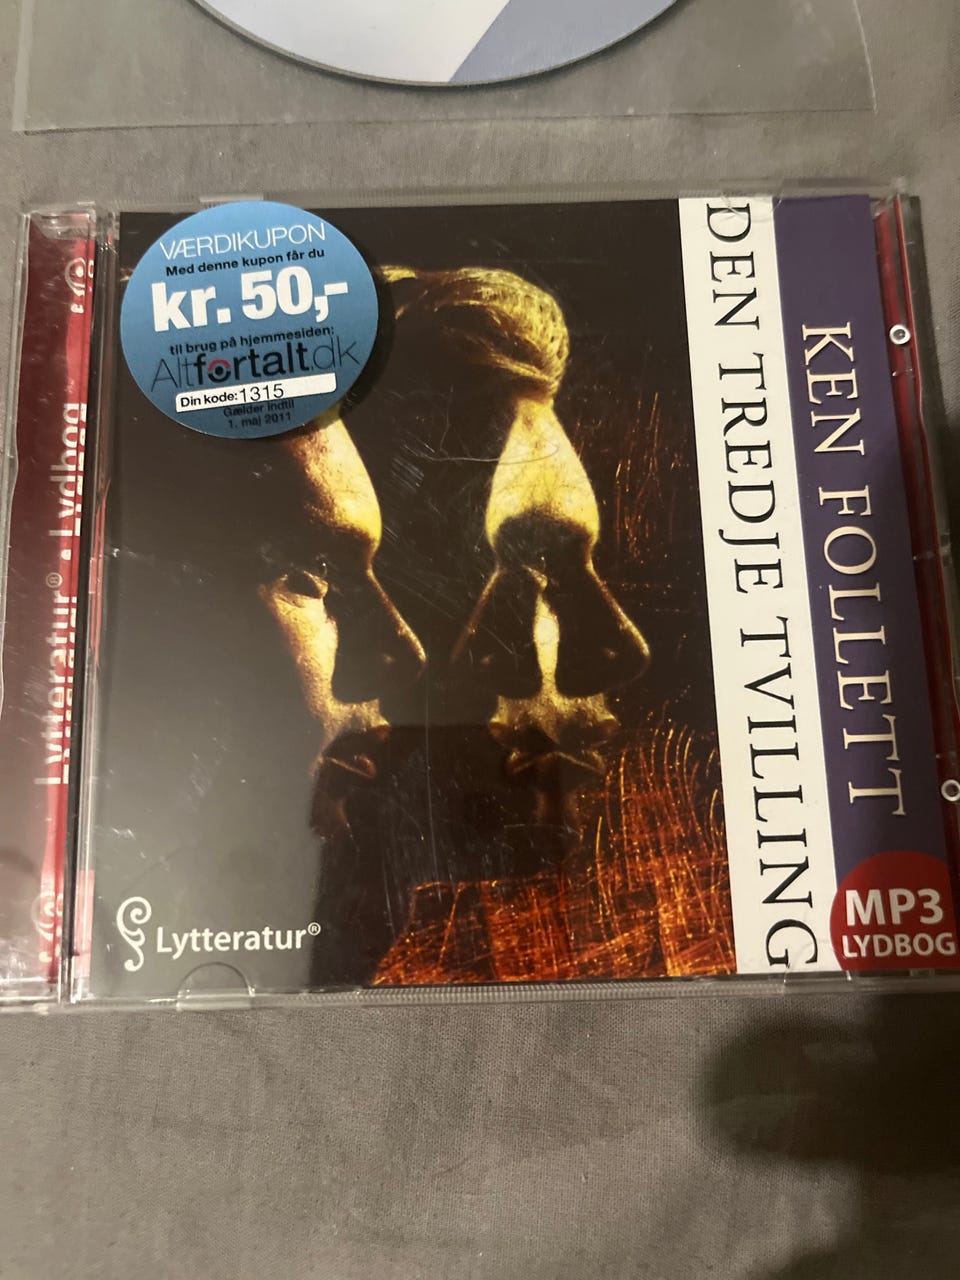 VÆRDIKUPON
Med denne kupon får du
kr. 50,-
til brug på hjemmesiden:
Altfortalt.dk
Din kode: 1315
Gælder indtil
1. maj 2011
Lytteratur® • Lydbog
DEN TREDJE TVILLING
KEN FOLLETT
Lytteratur®
MP3
LYDBOG